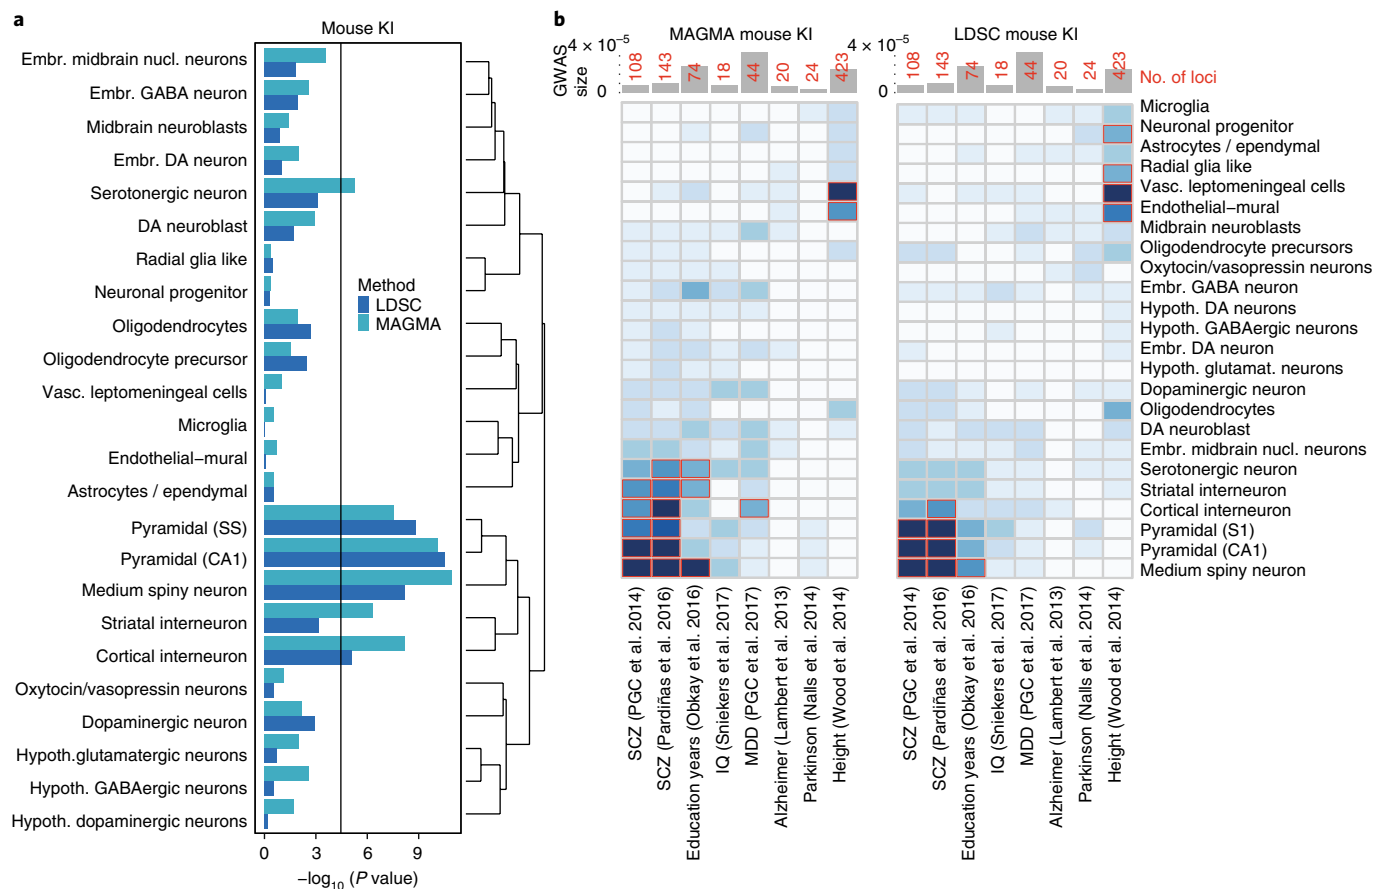 a
Mouse KI
Embr. midbrain nucl. neurons
Embr. GABA neuron
Midbrain neuroblasts
Embr. DA neuron
Serotonergic neuron
DA neuroblast
Radial glia like
Neuronal progenitor
Oligodendrocytes
Oligodendrocyte precursor
Vasc. leptomeningeal cells
Microglia
Endothelial–mural
Astrocytes / ependymal
Pyramidal (SS)
Pyramidal (CA1)
Medium spiny neuron
Striatal interneuron
Cortical interneuron
Oxytocin/vasopressin neurons
Dopaminergic neuron
Hypoth.glutamatergic neurons
Hypoth. GABAergic neurons
Hypoth. dopaminergic neurons
Method
LDSC
MAGMA
0 3 6 9
–log10 (P value)
b
MAGMA mouse KI
GWAS
size
4 × 10–5
0
108 143 74 18 44 20 24 423
LDSC mouse KI
4 × 10–5
0
108 143 74 18 44 20 24 423
No. of loci
Microglia
Neuronal progenitor
Astrocytes / ependymal
Radial glia like
Vasc. leptomeningeal cells
Endothelial–mural
Midbrain neuroblasts
Oligodendrocyte precursors
Oxytocin/vasopressin neurons
Embr. GABA neuron
Hypoth. DA neurons
Hypoth. GABAergic neurons
Embr. DA neuron
Hypoth. glutamat. neurons
Dopaminergic neuron
Oligodendrocytes
DA neuroblast
Embr. midbrain nucl. neurons
Serotonergic neuron
Striatal interneuron
Cortical interneuron
Pyramidal (S1)
Pyramidal (CA1)
Medium spiny neuron
SCZ (PGC et al. 2014)
SCZ (Pardiñas et al. 2016)
Education years (Obkay et al. 2016)
IQ (Sniekers et al. 2017)
MDD (PGC et al. 2017)
Alzheimer (Lambert et al. 2013)
Parkinson (Nalls et al. 2014)
Height (Wood et al. 2014)
SCZ (PGC et al. 2014)
SCZ (Pardiñas et al. 2016)
Education years (Obkay et al. 2016)
IQ (Sniekers et al. 2017)
MDD (PGC et al. 2017)
Alzheimer (Lambert et al. 2013)
Parkinson (Nalls et al. 2014)
Height (Wood et al. 2014)